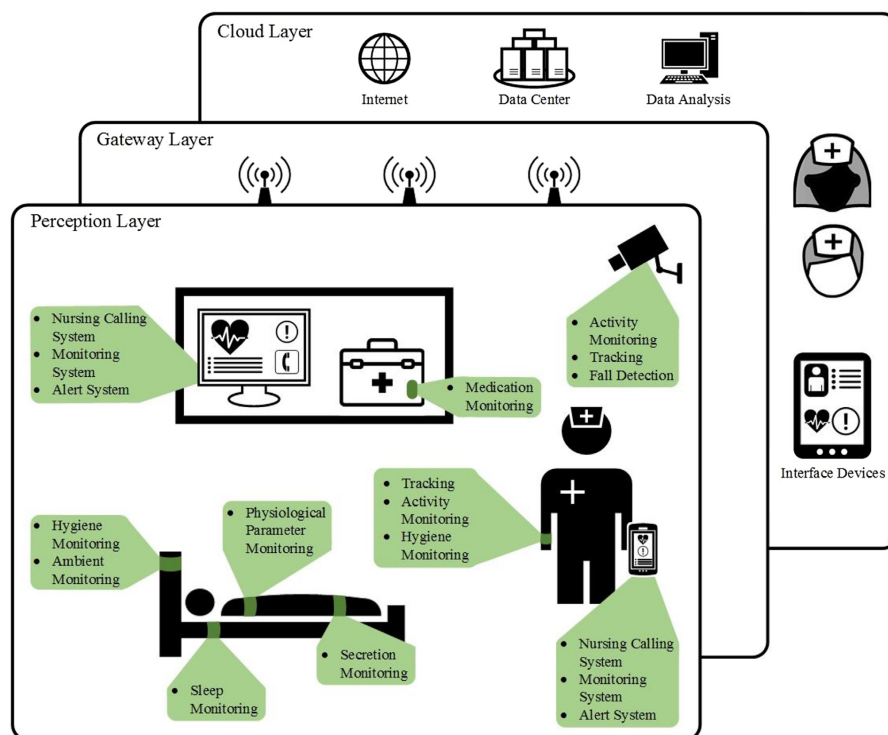 Cloud Layer
Internet
Data Center
Data Analysis
Gateway Layer
Perception Layer
• Nursing Calling
System
• Monitoring
System
• Alert System
• Medication
Monitoring
• Activity
Monitoring
• Tracking
• Fall Detection
Interface Devices
• Tracking
• Activity
Monitoring
• Hygiene
Monitoring
• Hygiene
Monitoring
• Ambient
Monitoring
• Physiological
Parameter
Monitoring
• Sleep
Monitoring
• Secretion
Monitoring
• Nursing Calling
System
• Monitoring
System
• Alert System